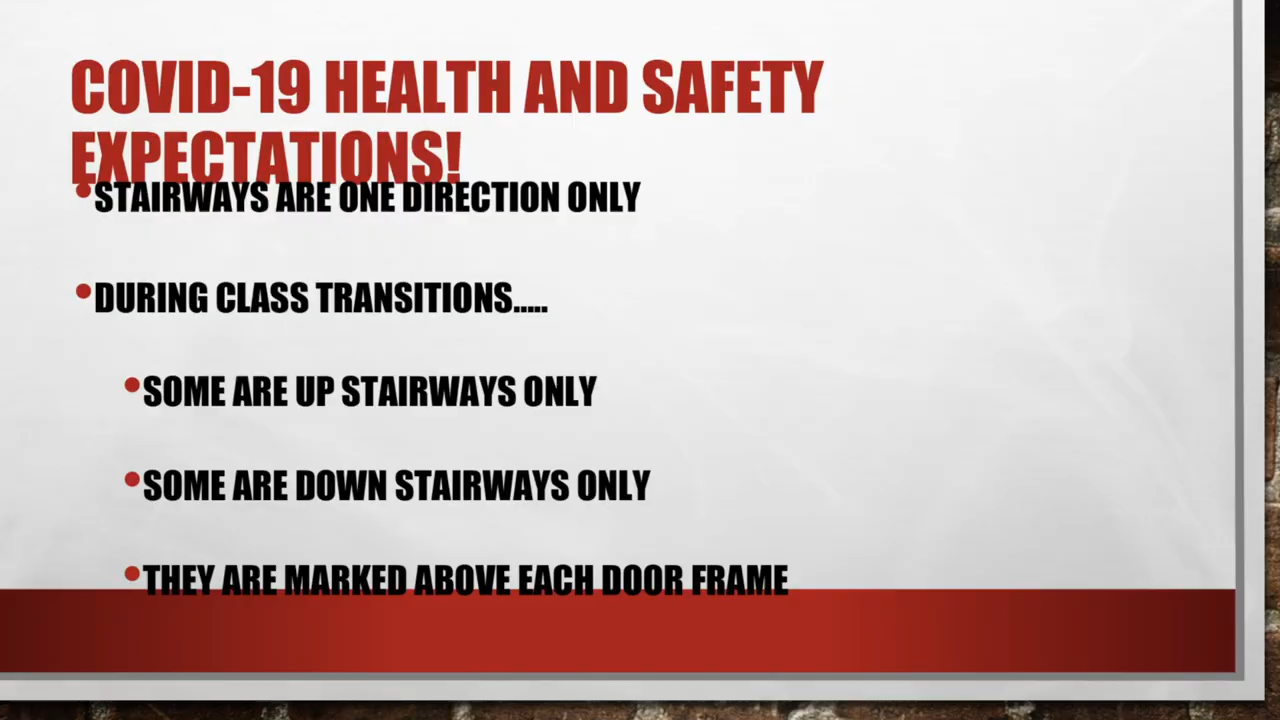 COVID-19 HEALTH AND SAFETY
EXPECTATIONS!
•STAIRWAYS ARE ONE DIRECTION ONLY
•DURING CLASS TRANSITIONS.....
•SOME ARE UP STAIRWAYS ONLY
•SOME ARE DOWN STAIRWAYS ONLY
•THEY ARE MARKED ABOVE EACH DOOR FRAME